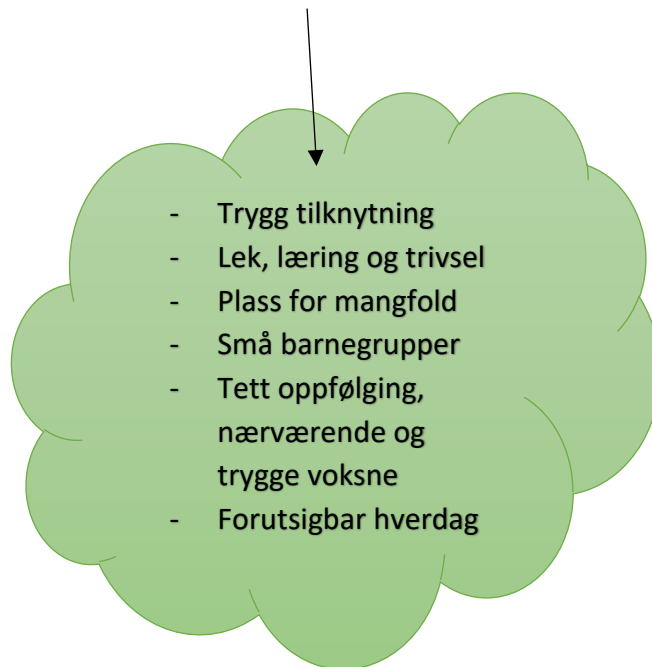 - Trygg tilknytning
- Lek, læring og trivsel
- Plass for mangfold
- Små barnegrupper
- Tett oppfølging,
nærværende og
trygge voksne
- Forutsigbar hverdag